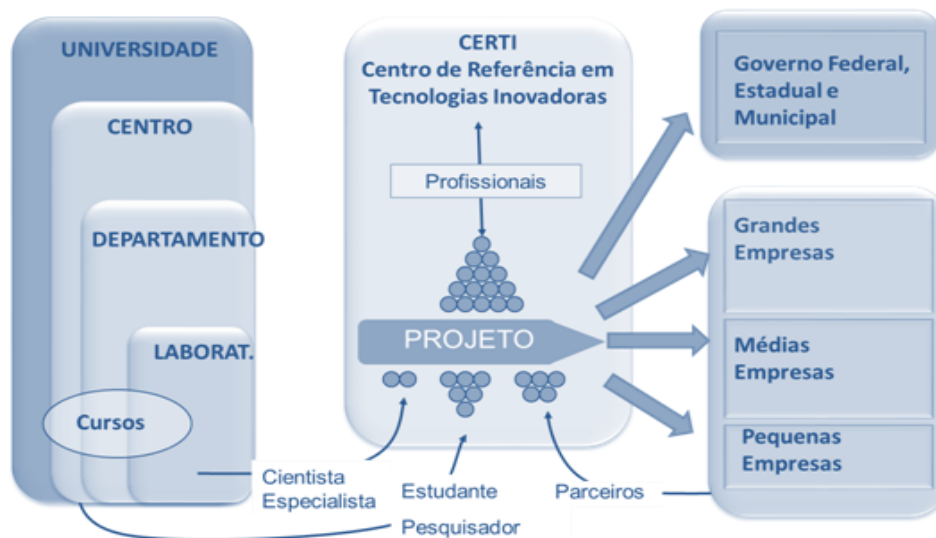 UNIVERSIDADE
CENTRO
DEPARTAMENTO
LABORAT.
Cursos
CERTI
Centro de Referência em
Tecnologias Inovadoras
Profissionais
PROJETO
Cientista
Especialista
Estudante
Pesquisador
Parceiros
Governo Federal,
Estadual e
Municipal
Grandes
Empresas
Médias
Empresas
Pequenas
Empresas